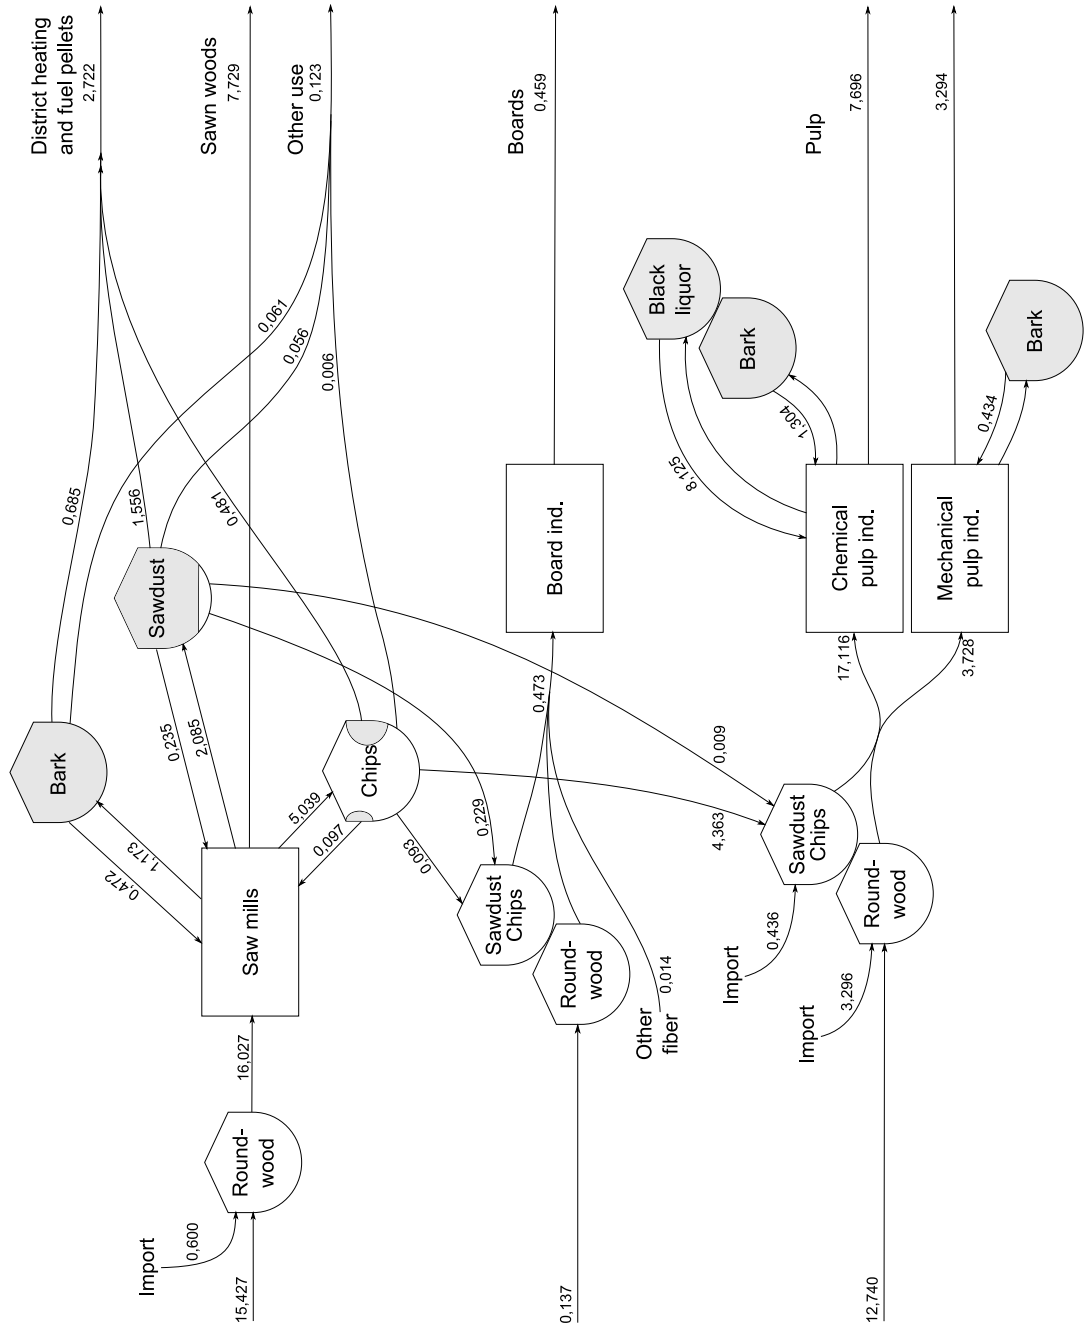 District heating
and fuel pellets
2,722
Sawn woods
7,729
Other use
0,123
Boards
0,459
Pulp
7,696
3,294
0,685
1,556
0,481
0,061
0,056
0,006
Black
liquor
Bark
Bark
8,125
1,304
0,434
Bark
Sawdust
Chips
0,235
2,085
1,173
0,472
5,039
0,097
0,093
0,229
0,473
0,009
4,363
Board ind.
Chemical
pulp ind.
Mechanical
pulp ind.
17,116
3,728
Saw mills
Sawdust
Chips
Round-
wood
Other
fiber
0,014
Sawdust
Chips
Round-
wood
Import
0,436
Import
3,296
16,027
Round-
wood
Import
0,600
15,427
0,137
12,740